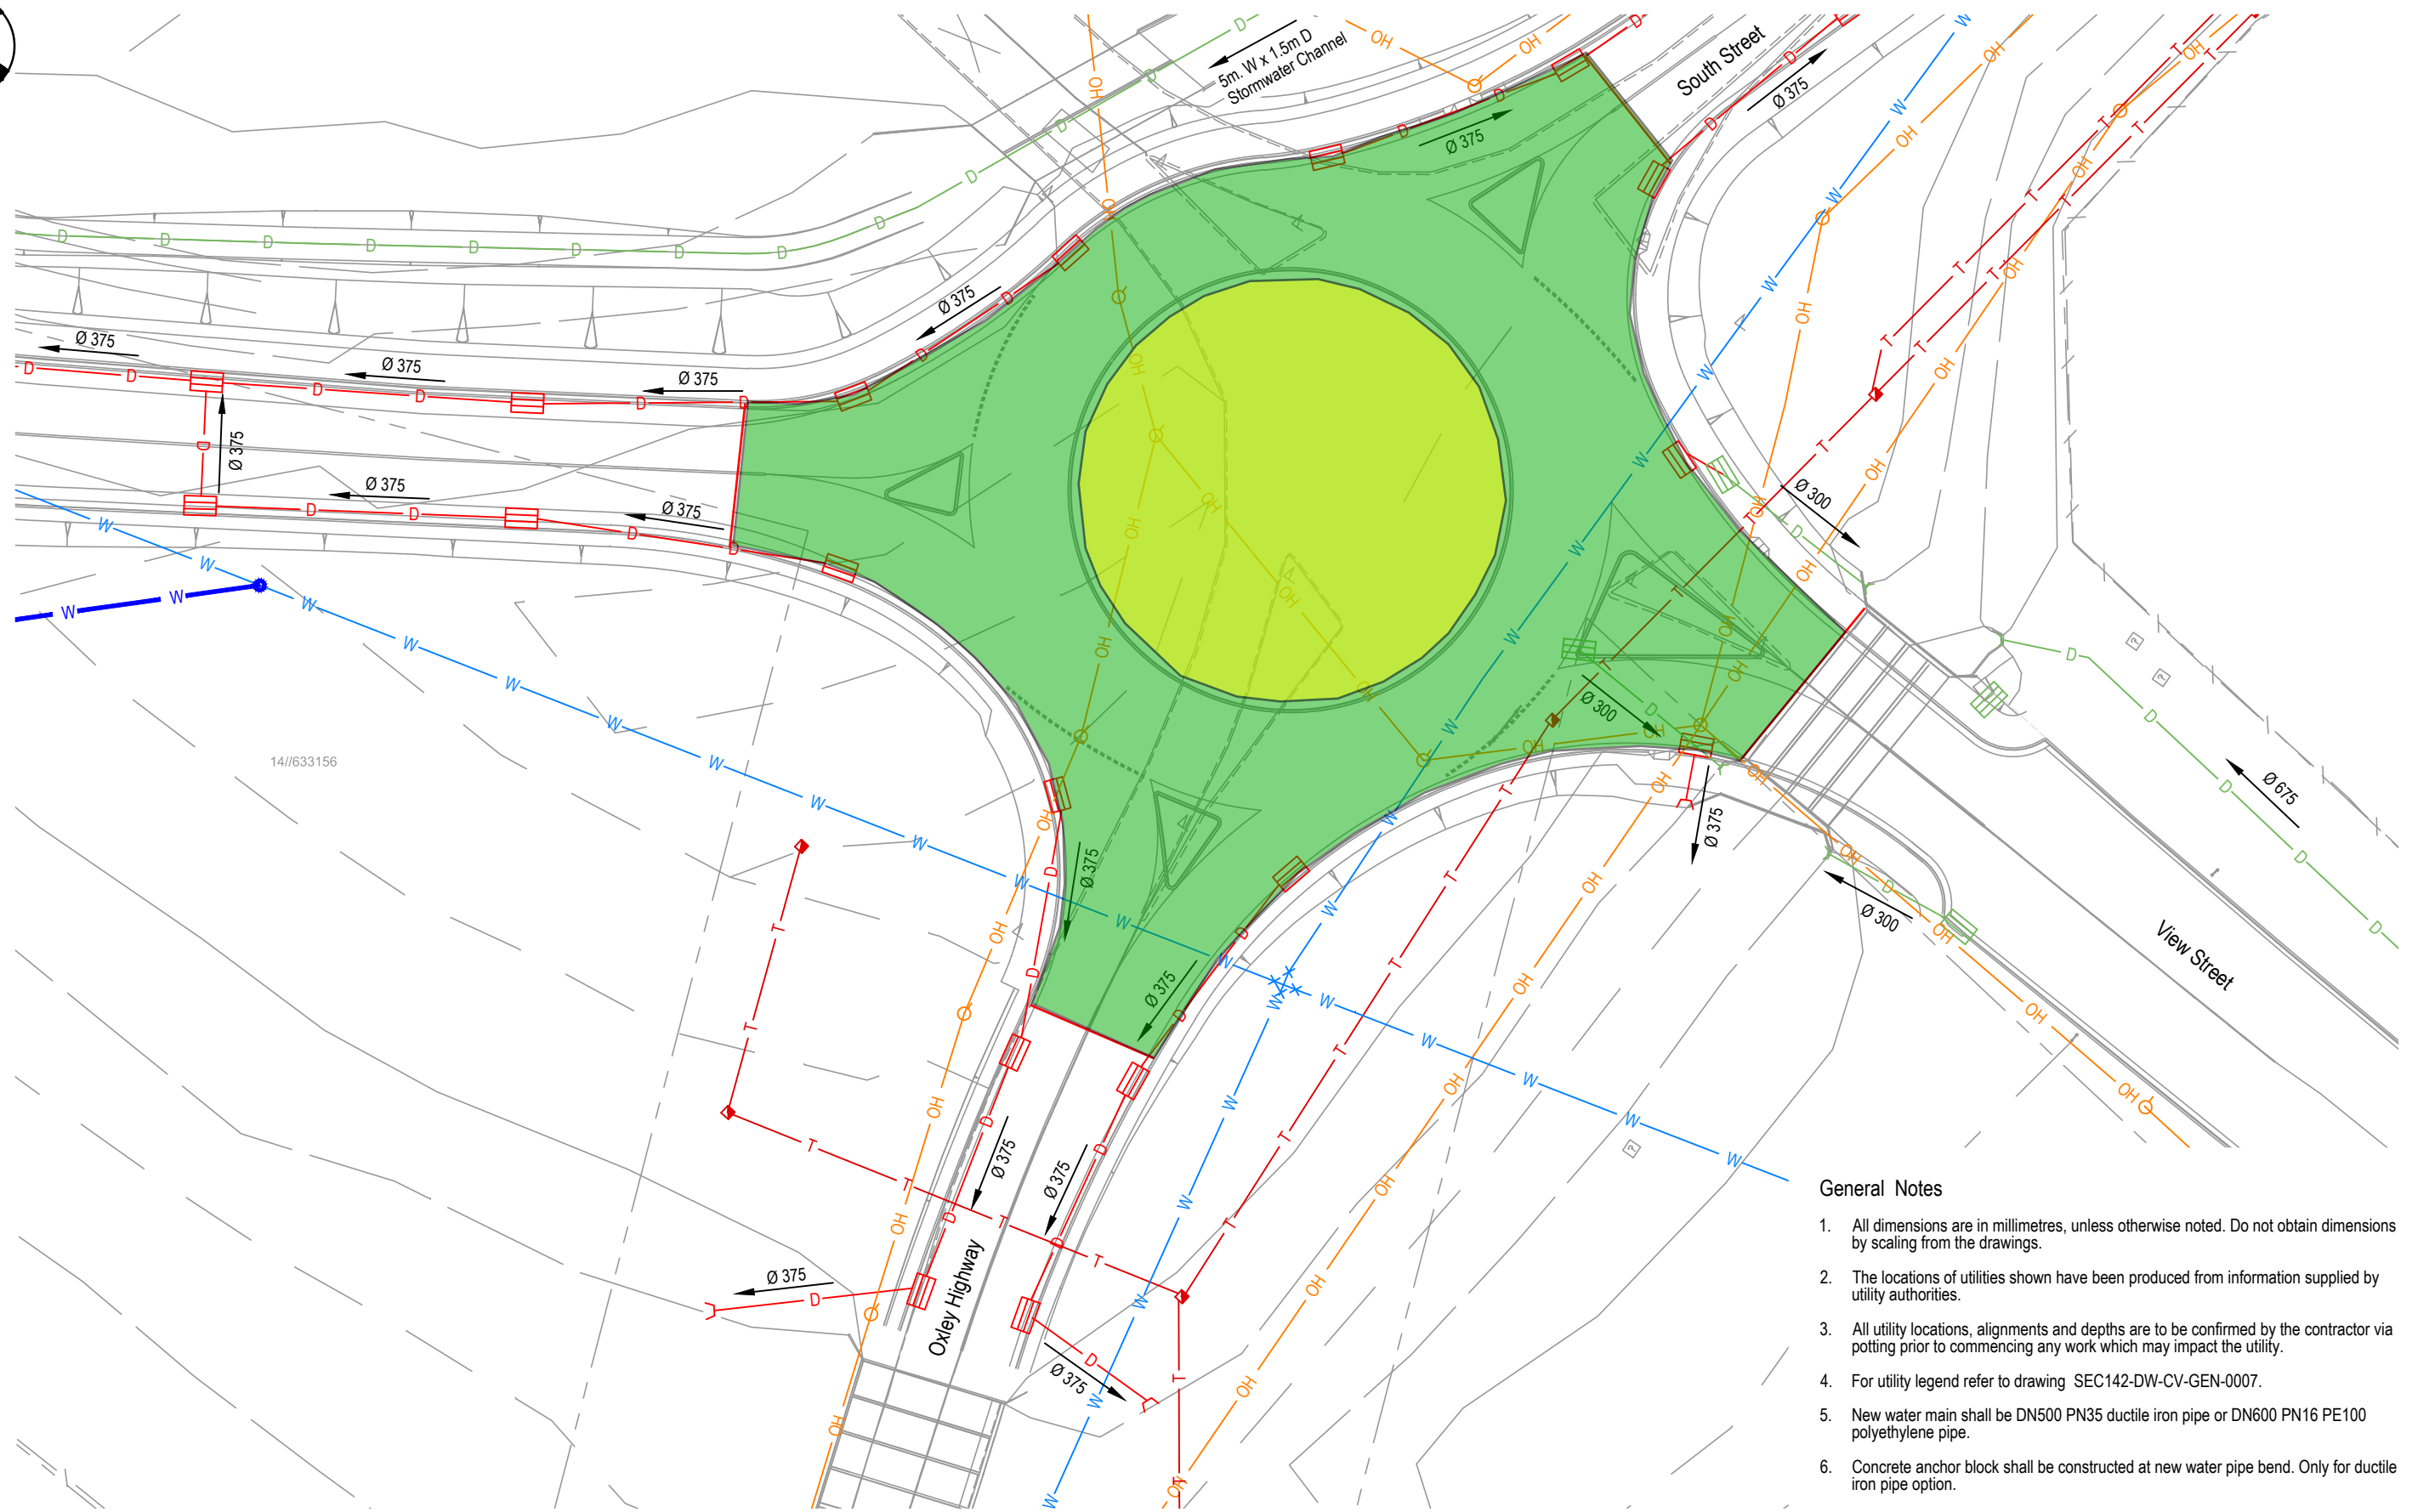 5m. W x 1.5m D
Stormwater Channel
South Street
Ø 375
Ø 375
Ø 375
Ø 375
Ø 375
Ø 375
Ø 375
Ø 375
Ø 375
Ø 300
14//633156
Ø 300
Ø 675
Ø 375
Ø 375
Ø 300
View Street
Ø 375
Ø 375
Ø 375
Oxley Highway
Ø 375
Ø 375
General Notes
1. All dimensions are in millimetres, unless otherwise noted. Do not obtain dimensions
by scaling from the drawings.
2. The locations of utilities shown have been produced from information supplied by
utility authorities.
3. All utility locations, alignments and depths are to be confirmed by the contractor via
potting prior to commencing any work which may impact the utility.
4. For utility legend refer to drawing SEC142-DW-CV-GEN-0007.
5. New water main shall be DN500 PN35 ductile iron pipe or DN600 PN16 PE100
polyethylene pipe.
6. Concrete anchor block shall be constructed at new water pipe bend. Only for ductile
iron pipe option.